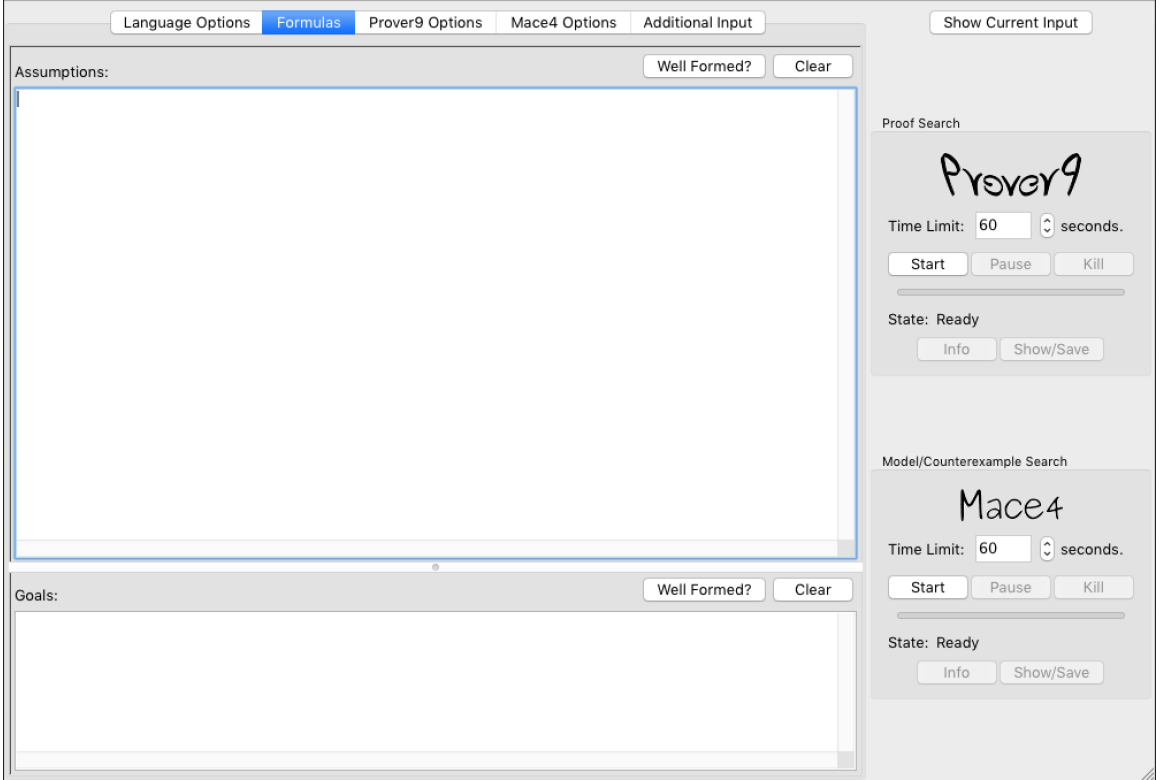 Language Options Formulas Prover9 Options Mace4 Options Additional Input Show Current Input
Assumptions: Well Formed? Clear
Proof Search
Prover9
Time Limit: 60 seconds.
Start Pause Kill
State: Ready
Info Show/Save
Model/Counterexample Search
Mace4
Time Limit: 60 seconds.
Goals: Well Formed? Clear
Start Pause Kill
State: Ready
Info Show/Save